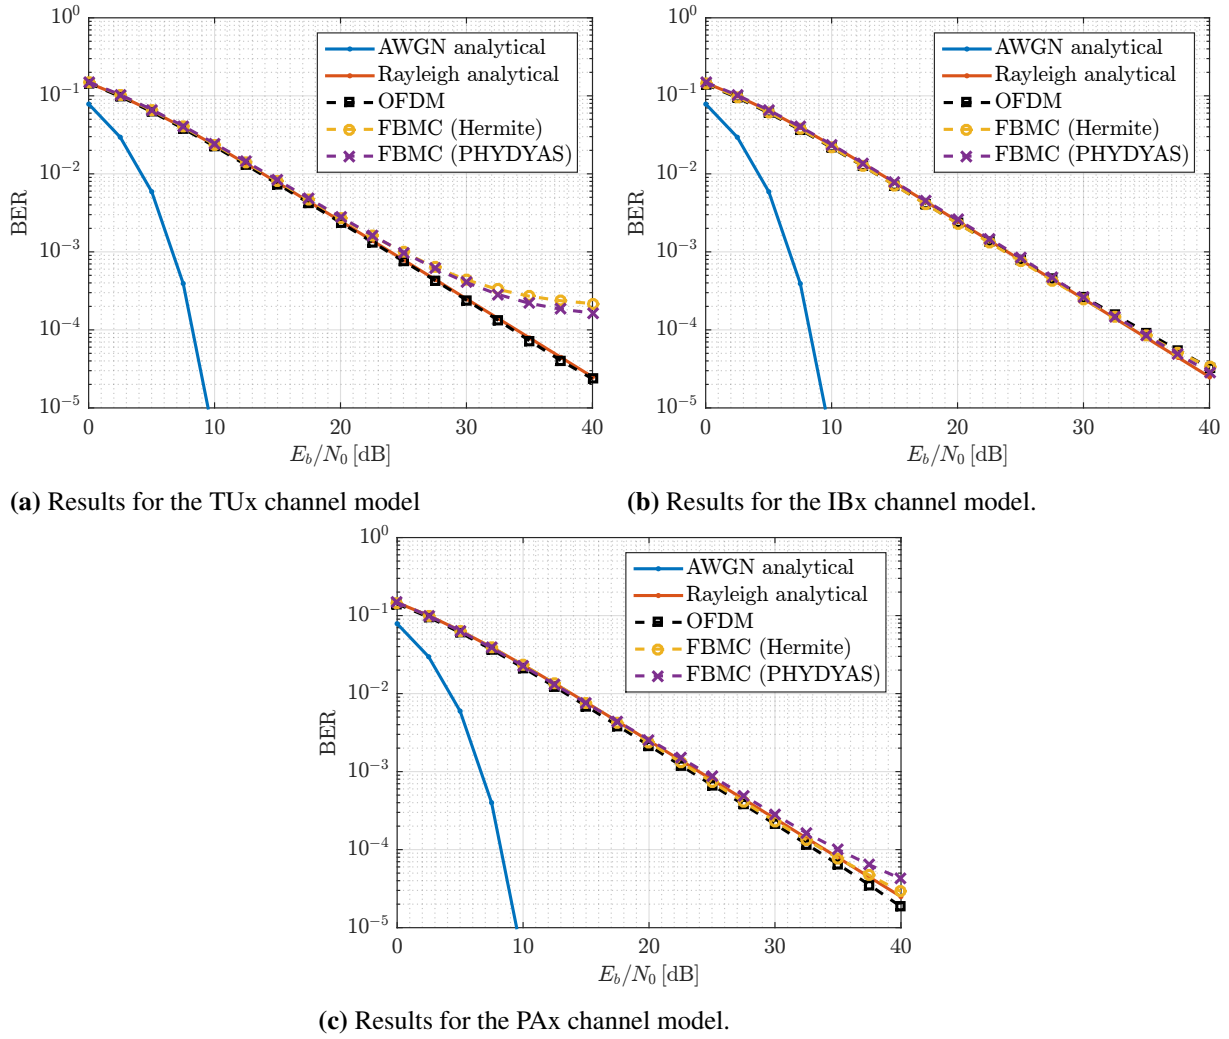 10^0
10^-1
10^-2
10^-3
10^-4
10^-5
BER
0
10
20
30
40
E_b/N_0 [dB]
AWGN analytical
Rayleigh analytical
OFDM
FBMC (Hermite)
FBMC (PHYDYAS)
(a) Results for the TUx channel model
10^0
10^-1
10^-2
10^-3
10^-4
10^-5
BER
0
10
20
30
40
E_b/N_0 [dB]
AWGN analytical
Rayleigh analytical
OFDM
FBMC (Hermite)
FBMC (PHYDYAS)
(b) Results for the IBx channel model.
10^0
10^-1
10^-2
10^-3
10^-4
10^-5
BER
0
10
20
30
40
E_b/N_0 [dB]
AWGN analytical
Rayleigh analytical
OFDM
FBMC (Hermite)
FBMC (PHYDYAS)
(c) Results for the PAx channel model.